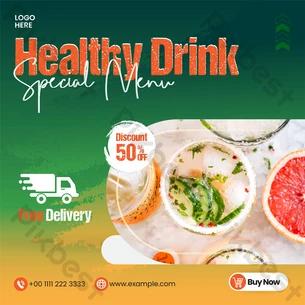 LOGO
HERE
Healthy Drink
Special Menu
Discount
50% OFF
Free Delivery
+00 1111 222 3333
www.example.com
Buy Now